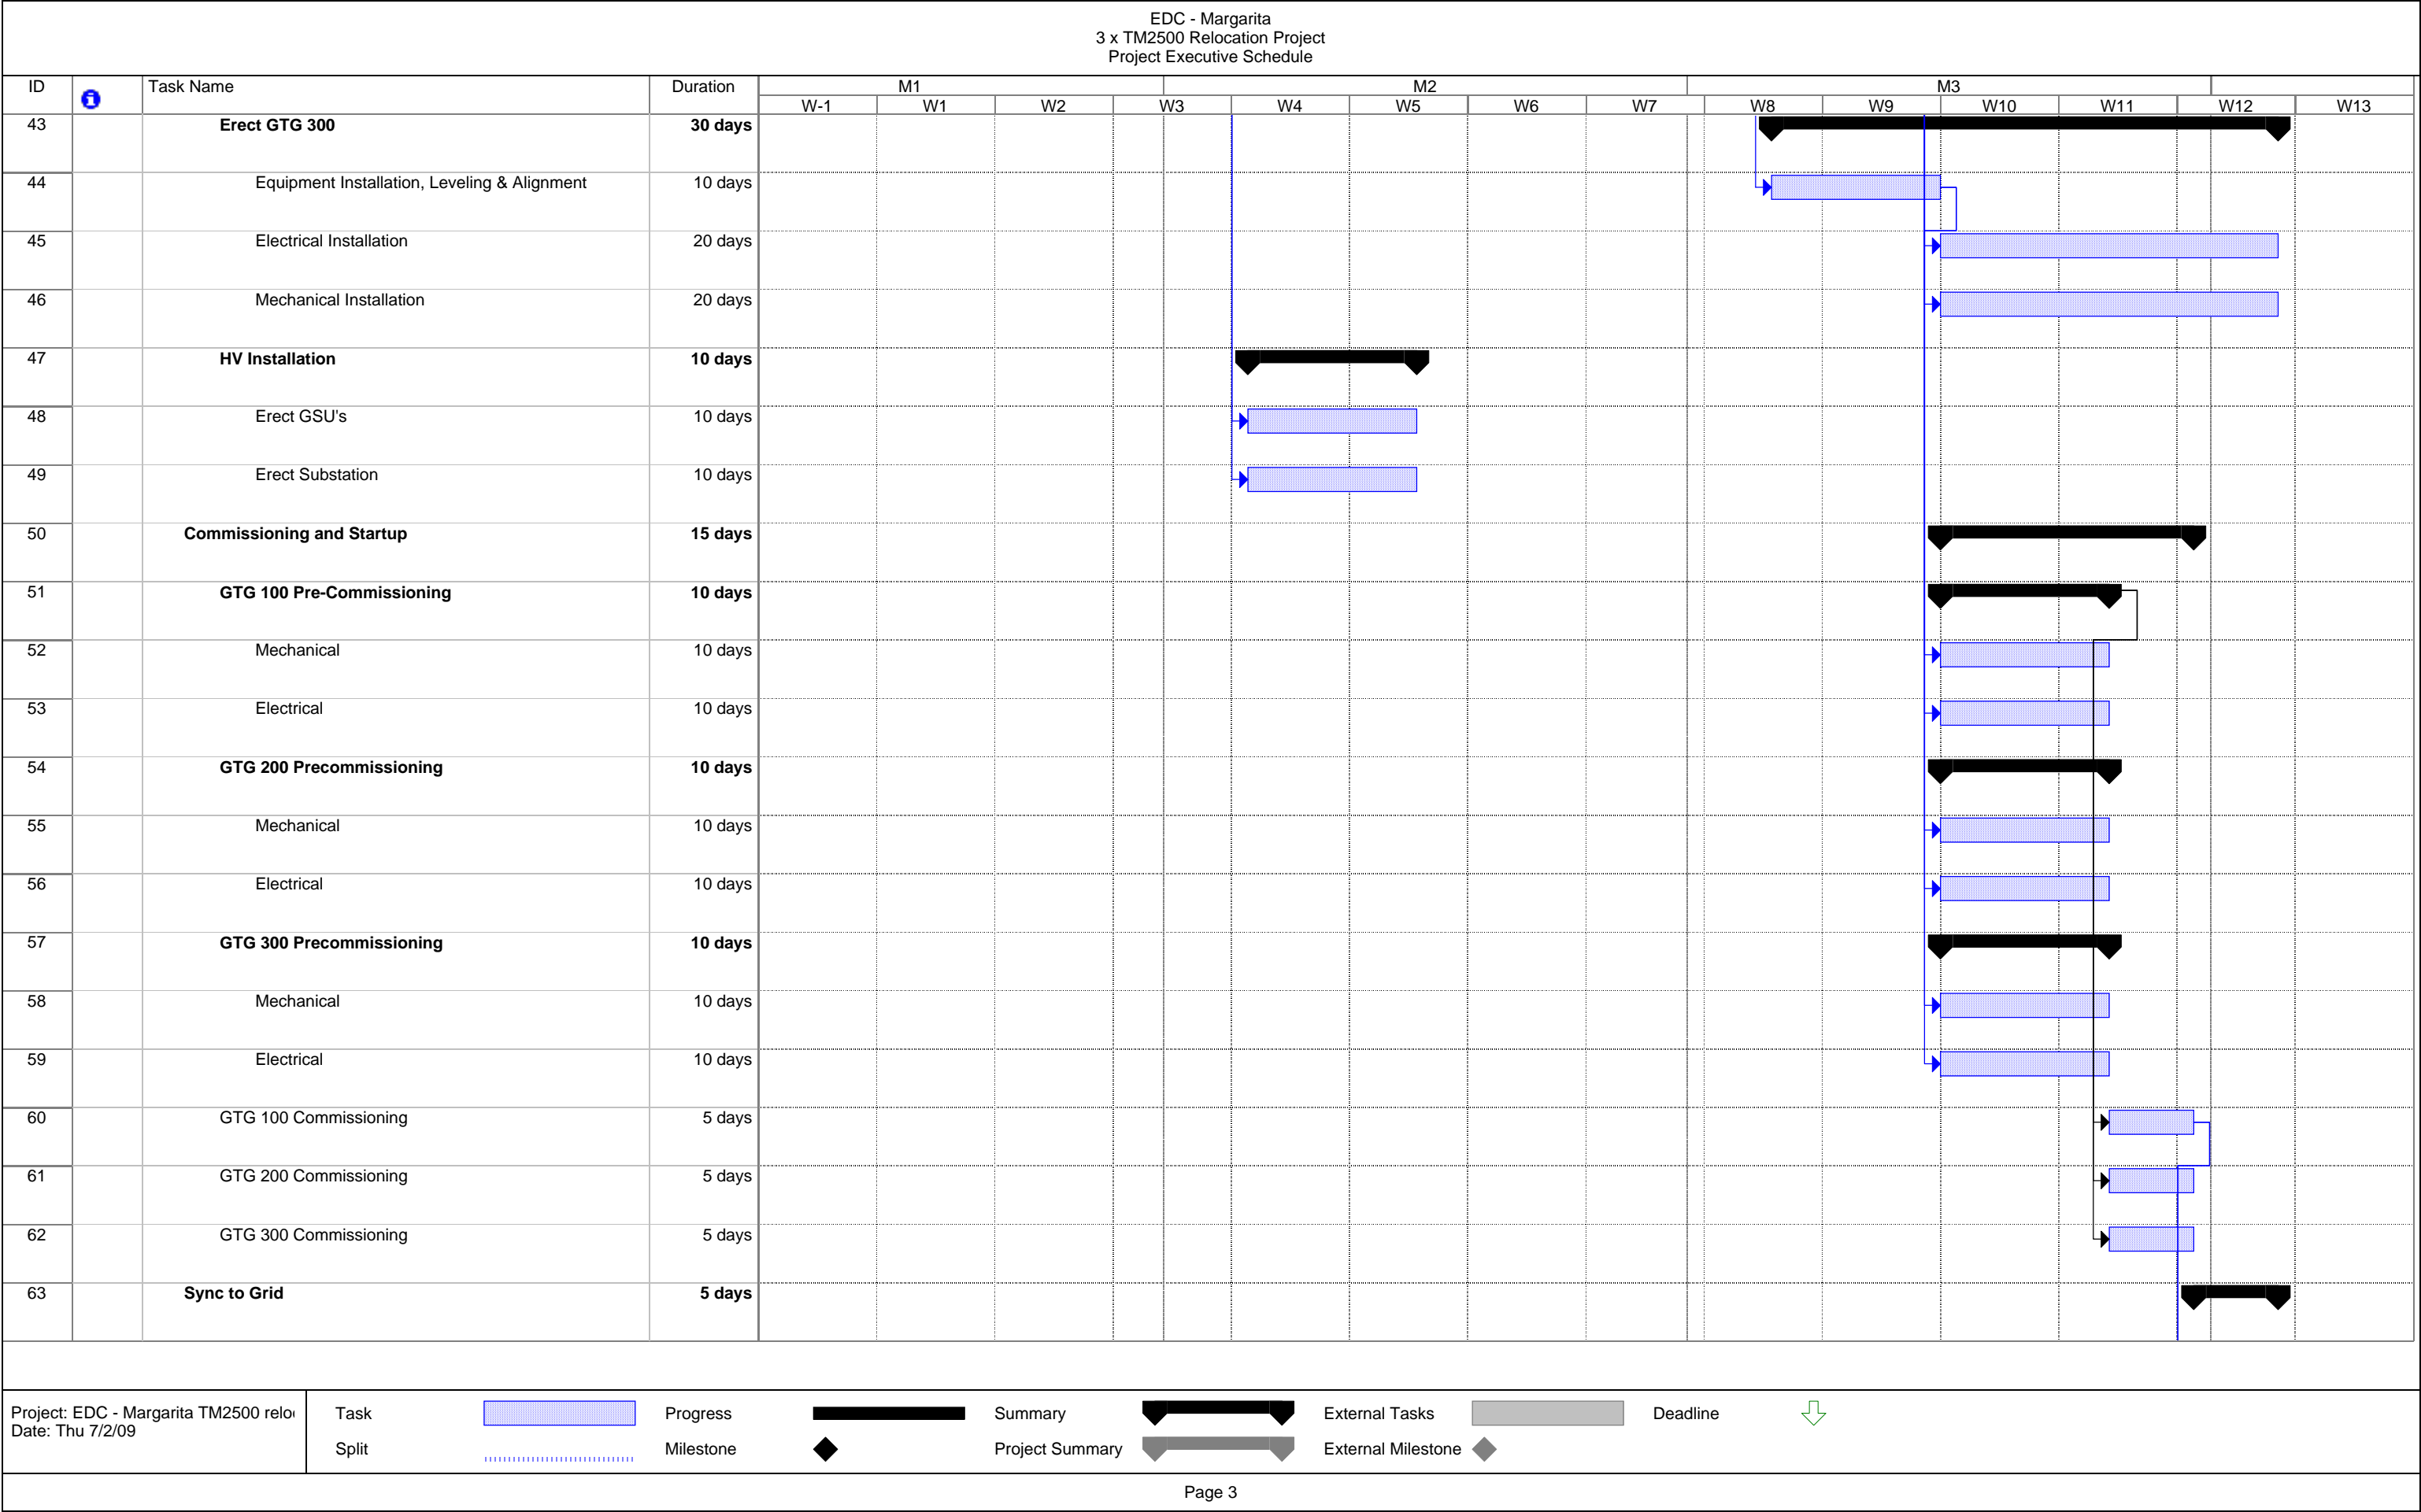 EDC - Margarita
3 x TM2500 Relocation Project
Project Executive Schedule
ID Task Name Duration M1 M2 M3
W-1 W1 W2 W3 W4 W5 W6 W7 W8 W9 W10 W11 W12 W13
43 Erect GTG 300 30 days
44 Equipment Installation, Leveling & Alignment 10 days
45 Electrical Installation 20 days
46 Mechanical Installation 20 days
47 HV Installation 10 days
48 Erect GSU's 10 days
49 Erect Substation 10 days
50 Commissioning and Startup 15 days
51 GTG 100 Pre-Commissioning 10 days
52 Mechanical 10 days
53 Electrical 10 days
54 GTG 200 Precommissioning 10 days
55 Mechanical 10 days
56 Electrical 10 days
57 GTG 300 Precommissioning 10 days
58 Mechanical 10 days
59 Electrical 10 days
60 GTG 100 Commissioning 5 days
61 GTG 200 Commissioning 5 days
62 GTG 300 Commissioning 5 days
63 Sync to Grid 5 days
Project: EDC - Margarita TM2500 relo
Date: Thu 7/2/09
Task Progress Summary External Tasks Deadline
Split Milestone Project Summary External Milestone
Page 3